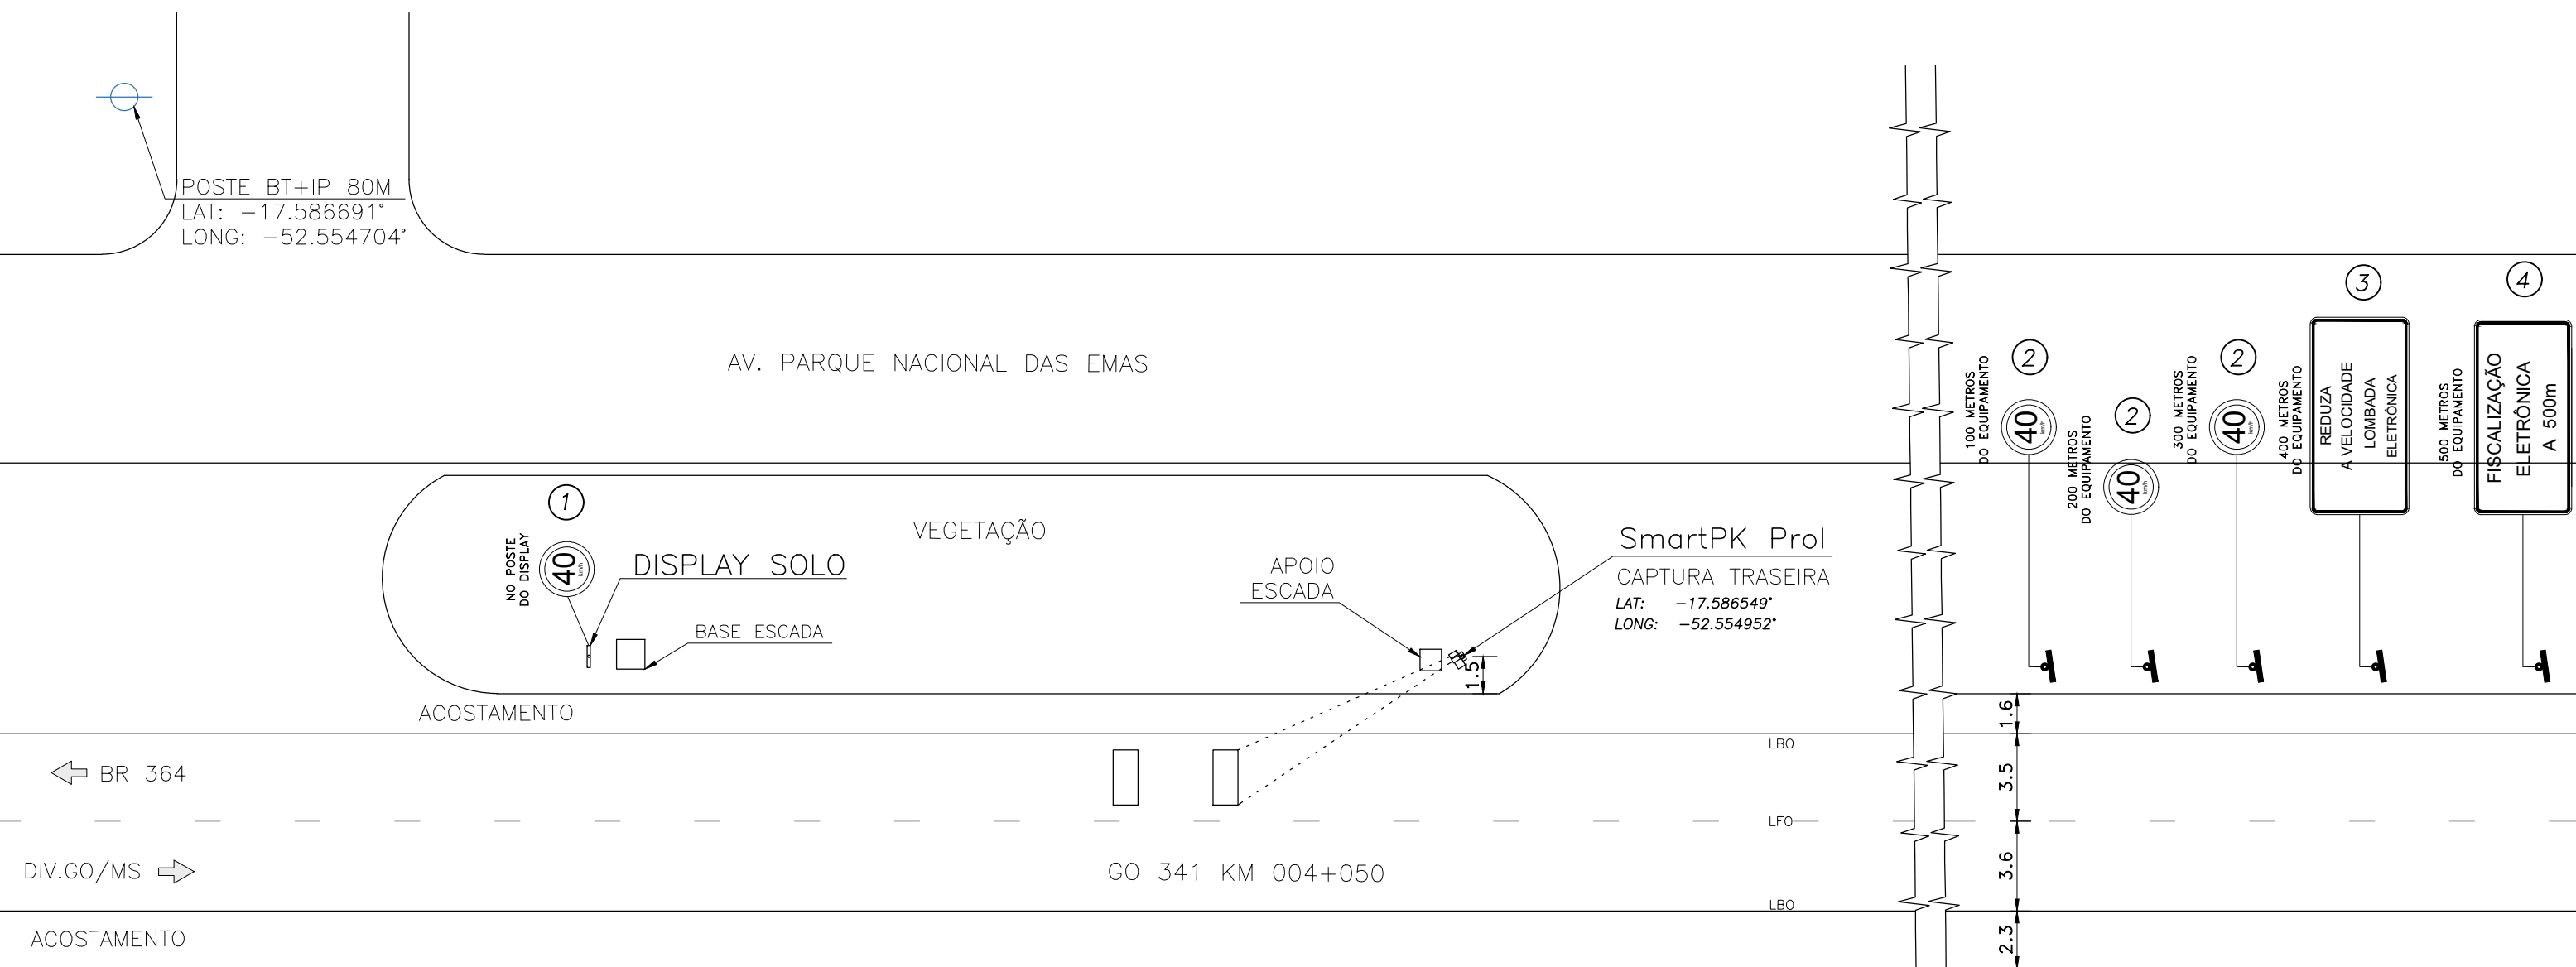 POSTE BT+IP 80M
LAT: -17.586691°
LONG: -52.554704°
AV. PARQUE NACIONAL DAS EMAS
1
NO POSTE
DO DISPLAY
40
km/h
DISPLAY SOLO
BASE ESCADA
VEGETAÇÃO
APOIO
ESCADA
SmartPK ProI
CAPTURA TRASEIRA
LAT: -17.586549°
LONG: -52.554952°
1.5
ACOSTAMENTO
BR 364
DIV.GO/MS
GO 341 KM 004+050
ACOSTAMENTO
LBO
LFO
LBO
2
100 METROS
DO EQUIPAMENTO
40
km/h
2
200 METROS
DO EQUIPAMENTO
40
km/h
2
300 METROS
DO EQUIPAMENTO
40
km/h
3
400 METROS
DO EQUIPAMENTO
REDUZA
A VELOCIDADE
LOMBADA
ELETRÔNICA
4
500 METROS
DO EQUIPAMENTO
FISCALIZAÇÃO
ELETRÔNICA
A 500m
1.6
3.5
3.6
2.3